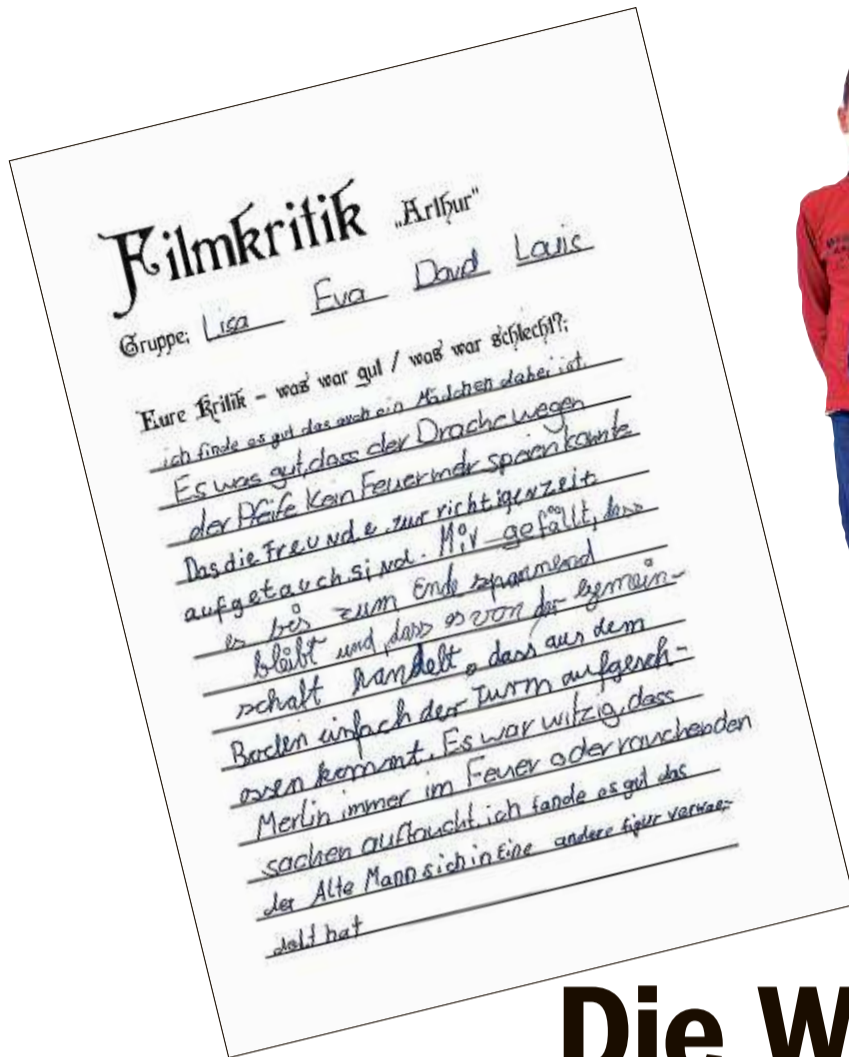 Filmkritik „Arthur"
Gruppe: Lisa Eva David Louis
Eure Kritik – was war gut / was war schlecht?:
ich finde es gut das auch ein Mädchen dabei ist.
Es was gut, dass der Drache wegen
der Pfeife kein Feuer mehr speien konnte
Das die Freunde zur richtigen zeit
aufgetauch sind. Mir gefällt, dass
es bis zum Ende spannend
bleibt und, dass es von der Gemein-
schaft handelt, dass aus dem
Boden einfach der Turm aufgesch-
ossen kommt. Es war witzig, dass
Merlin immer im Feuer oder rauchenden
sachen auftaucht. ich fande es gut das
der Alte Mann sich in Eine andere figur verwan-
delt hat
Die W